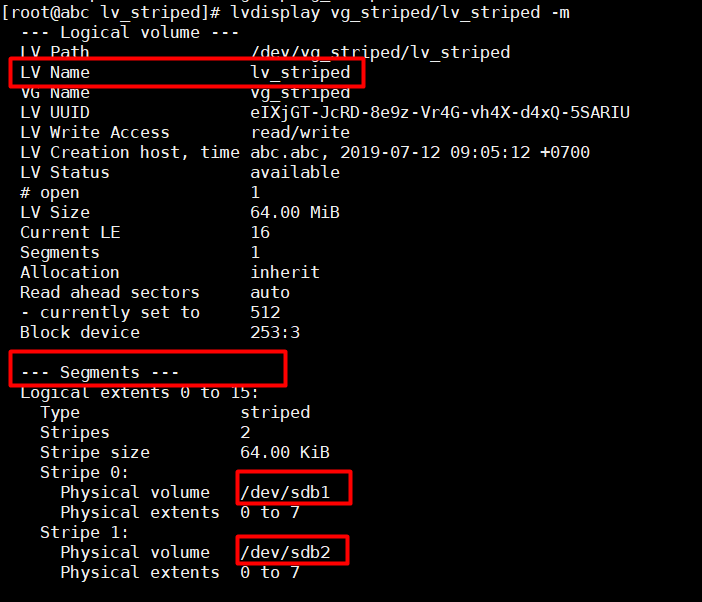 [root@abc lv_striped]# lvdisplay vg_striped/lv_striped -m
--- Logical volume ---
LV Path /dev/vg_striped/lv_striped
LV Name lv_striped
VG Name vg_striped
LV UUID eIXjGT-JcRD-8e9z-Vr4G-vh4X-d4xQ-5SARIU
LV Write Access read/write
LV Creation host, time abc.abc, 2019-07-12 09:05:12 +0700
LV Status available
# open 1
LV Size 64.00 MiB
Current LE 16
Segments 1
Allocation inherit
Read ahead sectors auto
- currently set to 512
Block device 253:3
--- Segments ---
Logical extents 0 to 15:
Type striped
Stripes 2
Stripe size 64.00 KiB
Stripe 0:
Physical volume /dev/sdb1
Physical extents 0 to 7
Stripe 1:
Physical volume /dev/sdb2
Physical extents 0 to 7